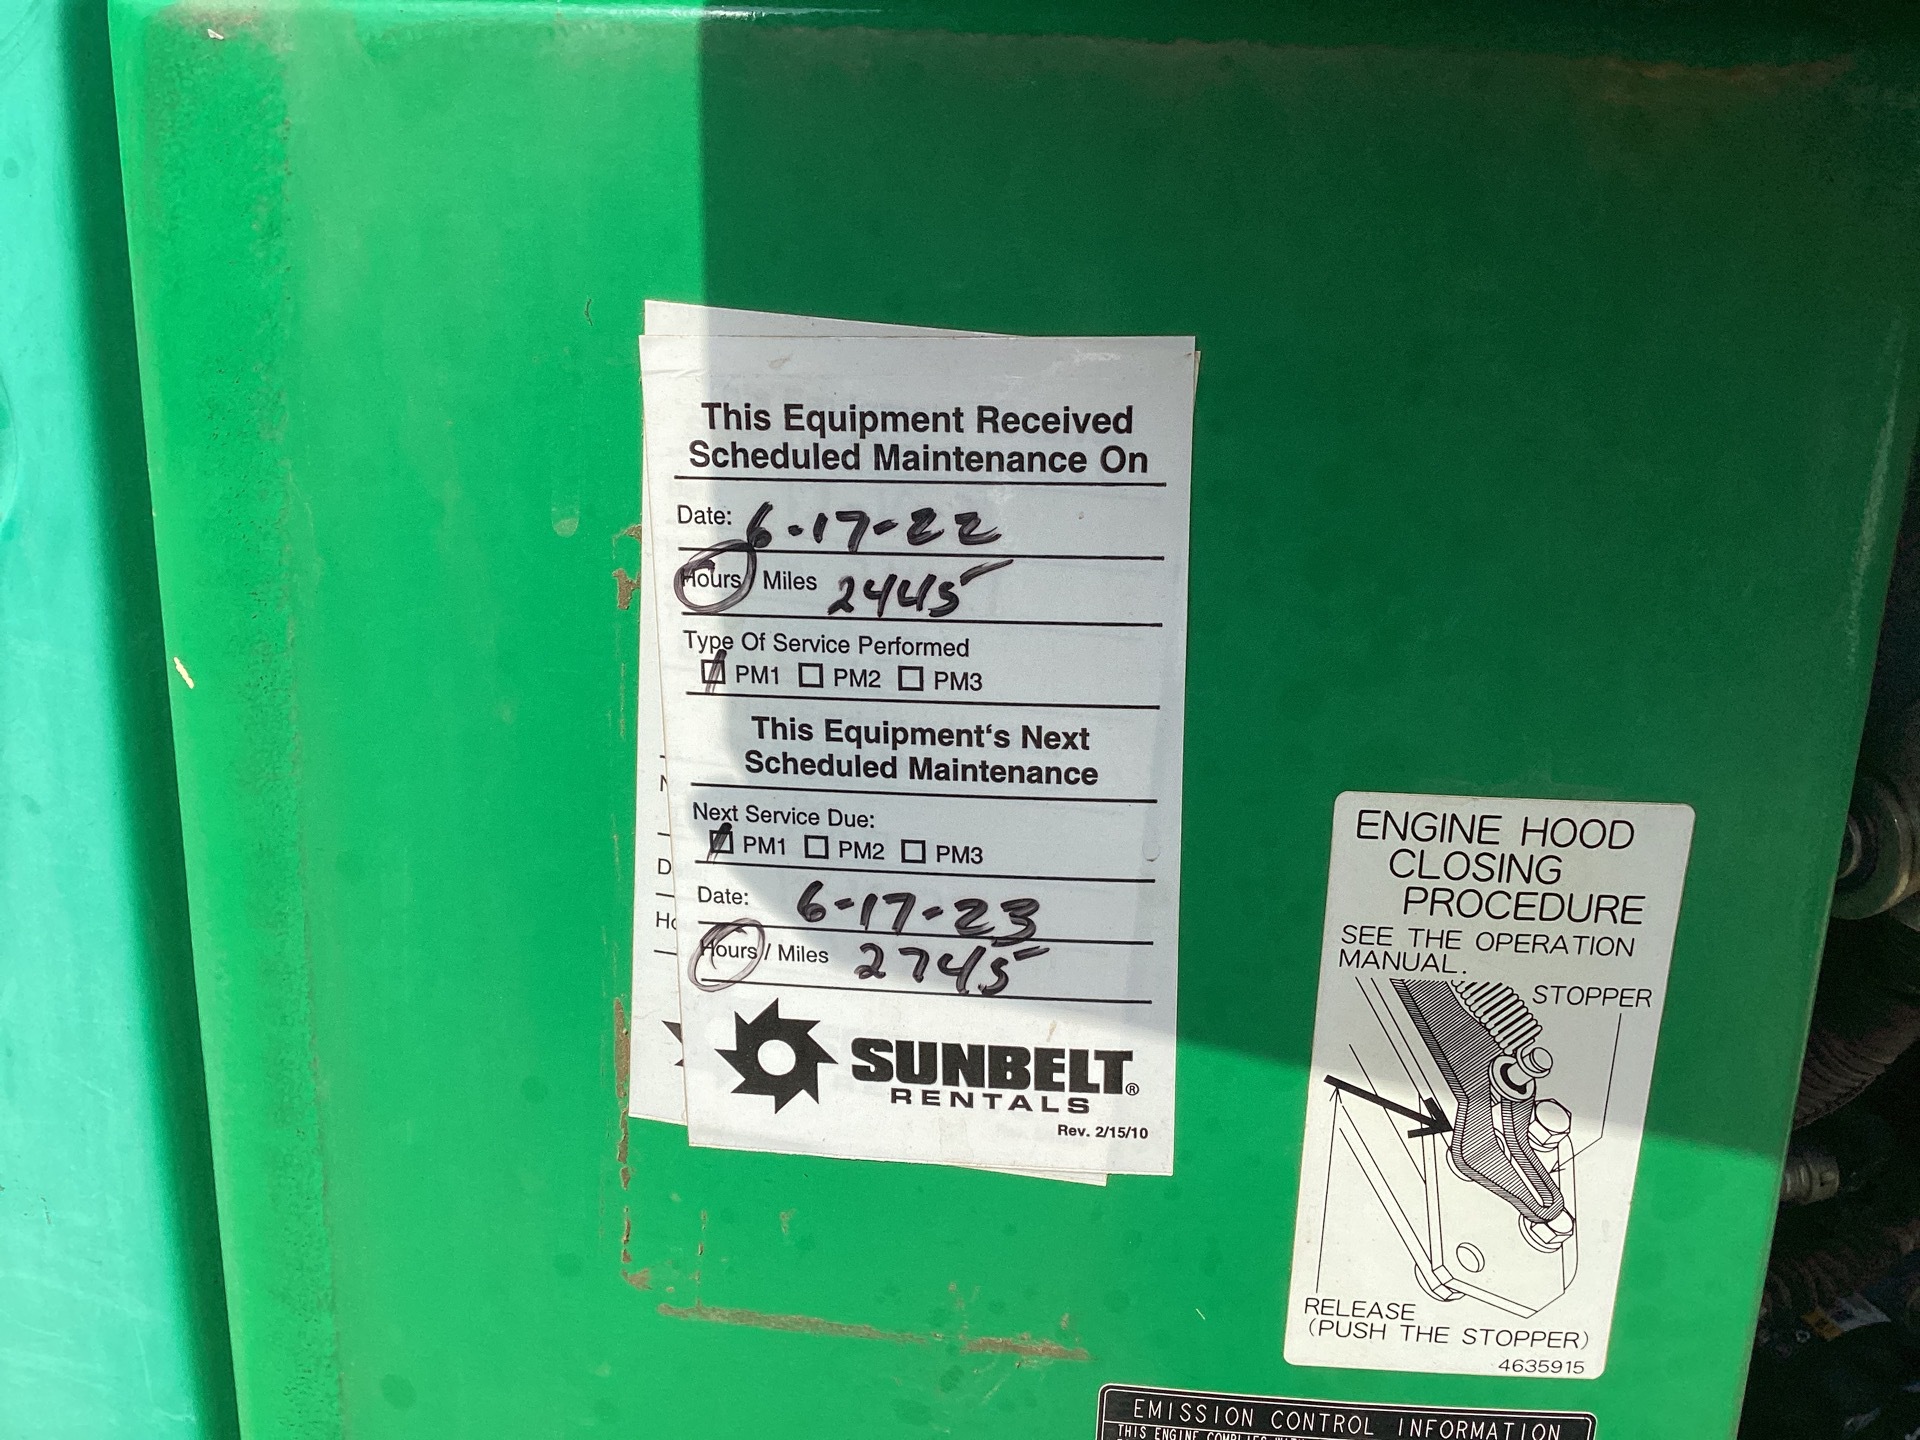 This Equipment Received
Scheduled Maintenance On
Date: 6-17-22
Hours / Miles 2445
Type Of Service Performed
PM1 PM2 PM3
This Equipment‘s Next
Scheduled Maintenance
Next Service Due:
PM1 PM2 PM3
Date: 6-17-23
Hours / Miles 2745
SUNBELT®
RENTALS
Rev. 2/15/10
ENGINE HOOD
CLOSING
PROCEDURE
SEE THE OPERATION
MANUAL.
STOPPER
RELEASE
(PUSH THE STOPPER)
4635915
EMISSION CONTROL INFORMATION
THIS ENGINE COMPLIES